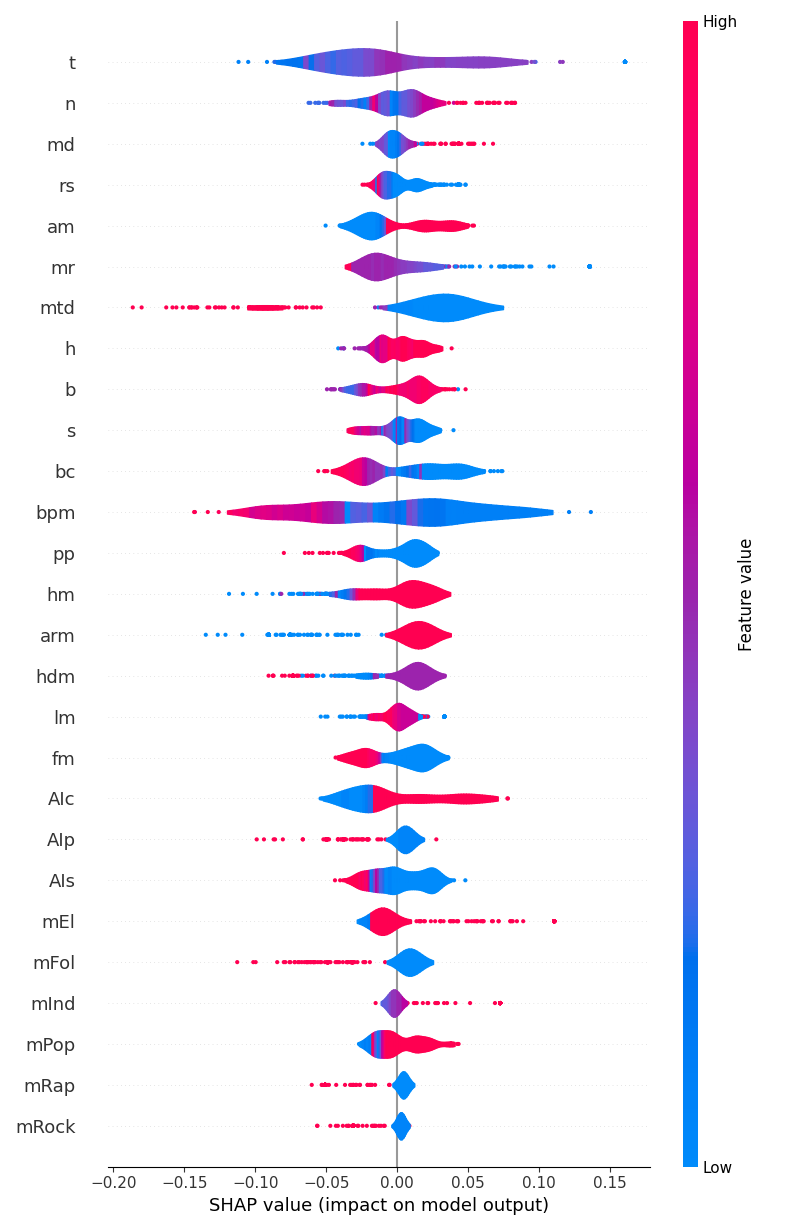 High
t
n
md
rs
am
mr
mtd
h
b
s
bc
bpm
pp
hm
arm
hdm
lm
fm
AIc
AIp
AIs
mEl
mFol
mInd
mPop
mRap
mRock
Feature value
Low
−0.20 −0.15 −0.10 −0.05 0.00 0.05 0.10 0.15
SHAP value (impact on model output)